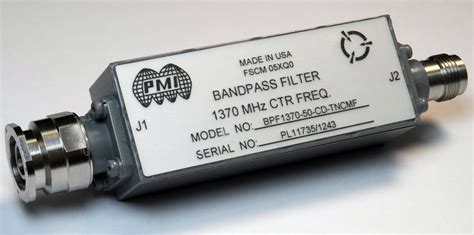 PMI
MADE IN USA
FSCM 05XQ0
BANDPASS FILTER
1370 MHz CTR FREQ.
MODEL NO: BPF1370-50-CD-TNCMF
SERIAL NO: PL11735/1243
J1
J2